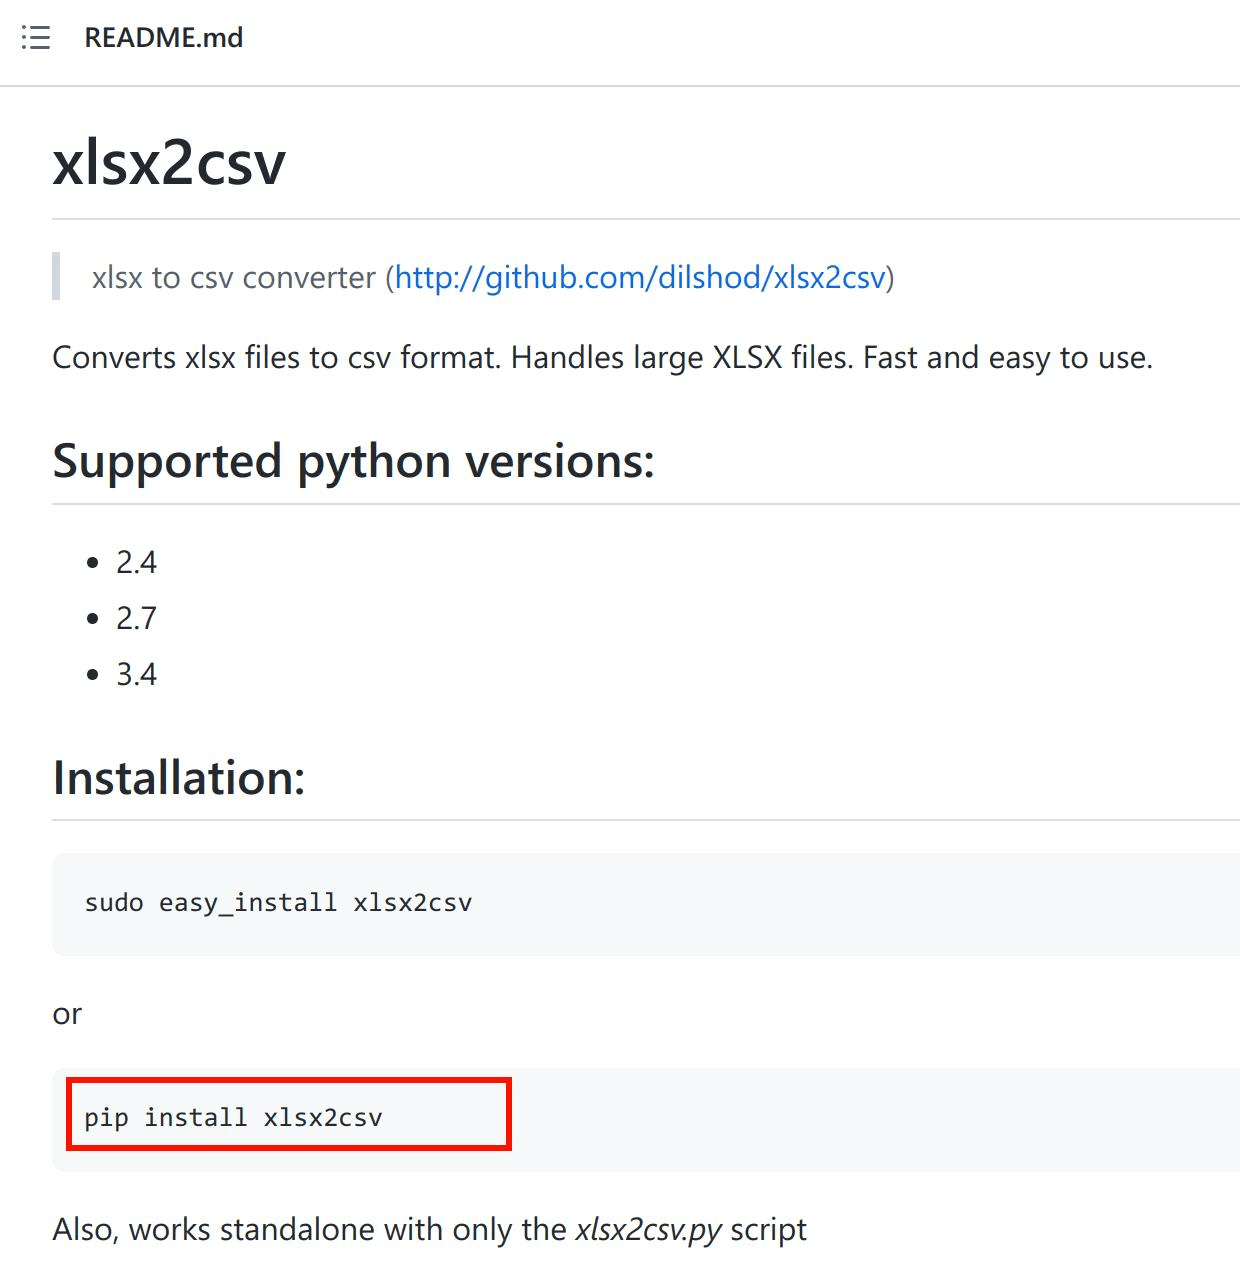 README.md
xlsx2csv
xlsx to csv converter (http://github.com/dilshod/xlsx2csv)
Converts xlsx files to csv format. Handles large XLSX files. Fast and easy to use.
Supported python versions:
2.4
2.7
3.4
Installation:
sudo easy_install xlsx2csv
or
pip install xlsx2csv
Also, works standalone with only the xlsx2csv.py script